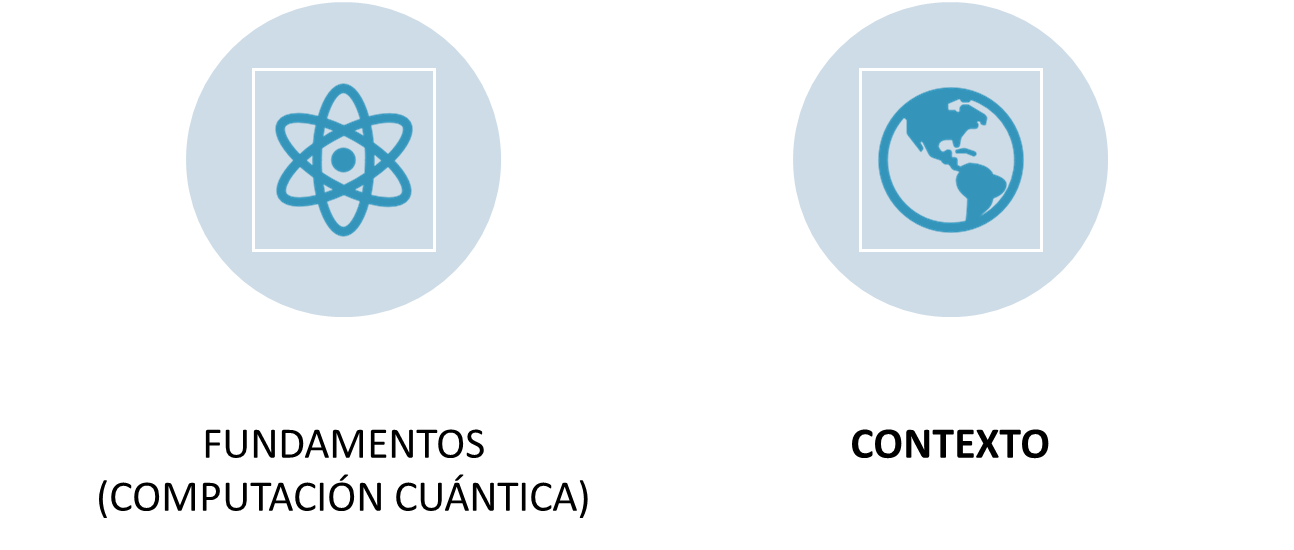 FUNDAMENTOS
(COMPUTACIÓN CUÁNTICA)
CONTEXTO